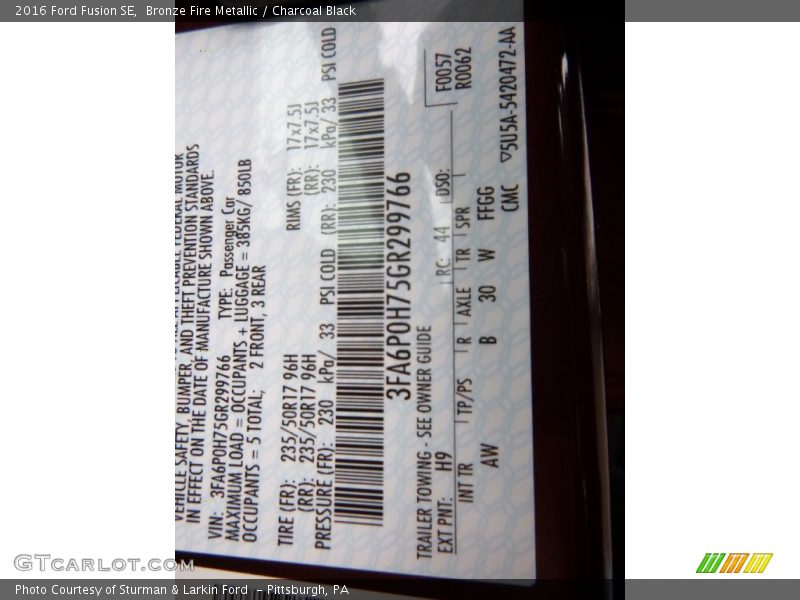 2016 Ford Fusion SE,  Bronze Fire Metallic / Charcoal Black
VEHICLE SAFETY, BUMPER, AND THEFT PREVENTION STANDARDS
IN EFFECT ON THE DATE OF MANUFACTURE SHOWN ABOVE.
VIN: 3FA6P0H75GR299766 TYPE: Passenger Car
MAXIMUM LOAD = OCCUPANTS + LUGGAGE = 385KG/ 850LB
OCCUPANTS = 5 TOTAL; 2 FRONT, 3 REAR
TIRE (FR): 235/50R17 96H RIMS (FR): 17x7.5J
(RR): 235/50R17 96H (RR): 17x7.5J
PRESSURE (FR): 230 kPa/ 33 PSI COLD (RR): 230 kPa/ 33 PSI COLD
3FA6P0H75GR299766
TRAILER TOWING - SEE OWNER GUIDE
F0057
EXT PNT: H9 RC: 44 DSO: R0062
INT TR TP/PS R AXLE TR SPR
AW B 30 W FFGG
CMC ▽5U5A-5420472-AA
GTCARLOT.COM
Photo Courtesy of Sturman & Larkin Ford  - Pittsburgh, PA